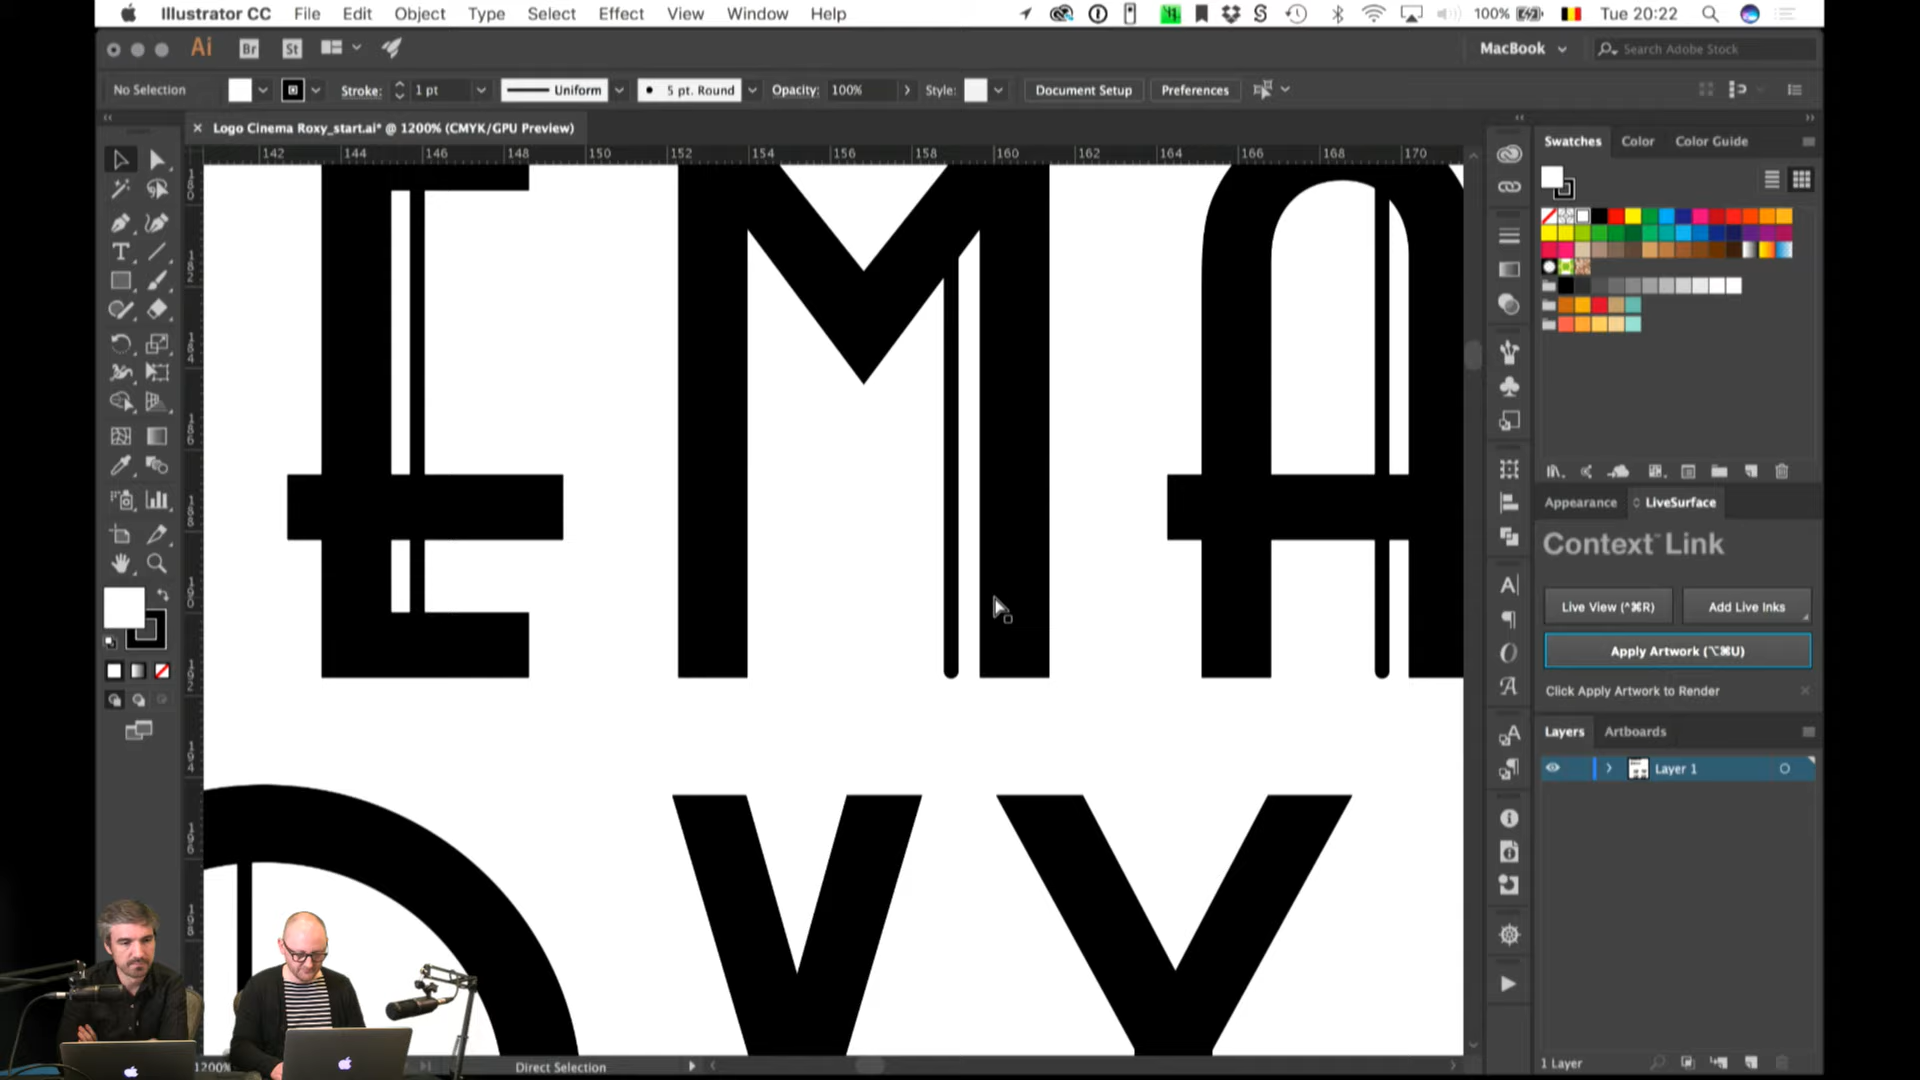 Illustrator CC File Edit Object Type Select Effect View Window Help 100% Tue 20:22
Ai Br St MacBook Search Adobe Stock
No Selection Stroke: 1 pt Uniform 5 pt. Round Opacity: 100% Style: Document Setup Preferences
Logo Cinema Roxy_start.ai* @ 1200% (CMYK/GPU Preview)
142 144 146 148 150 152 154 156 158 160 162 164 166 168 170
Swatches Color Color Guide
EMA
Appearance LiveSurface
Context Link
Live View (^⌘R) Add Live Inks
Apply Artwork (⌥⌘U)
Click Apply Artwork to Render
Layers Artboards
Layer 1
1200% Direct Selection
1 Layer